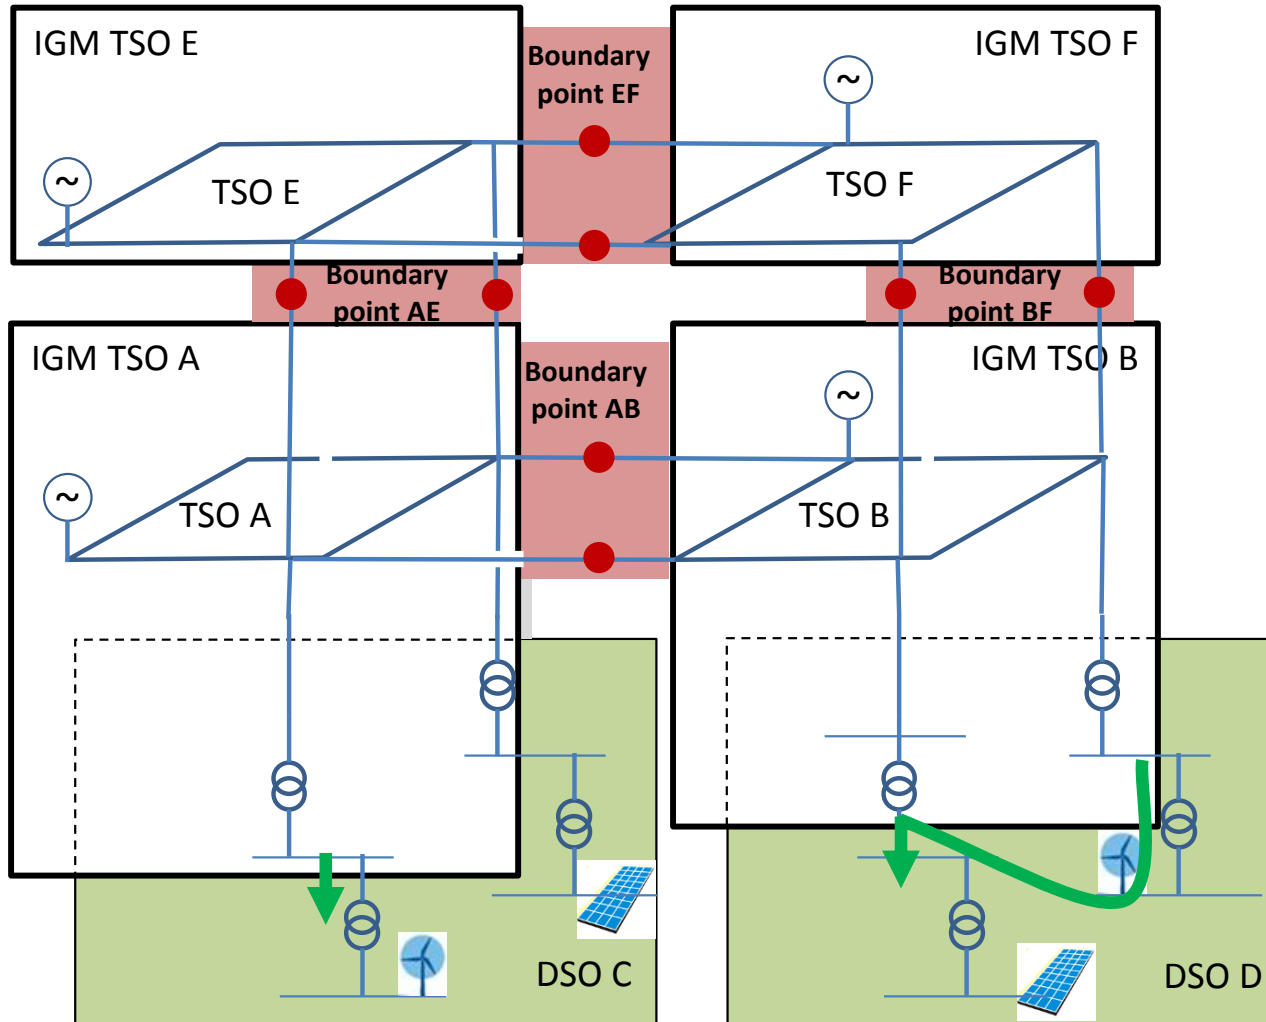 IGM TSO E
Boundary
point EF
IGM TSO F
~
~
TSO E
TSO F
Boundary
point AE
Boundary
point BF
IGM TSO A
Boundary
point AB
IGM TSO B
~
~
TSO A
TSO B
DSO C
DSO D